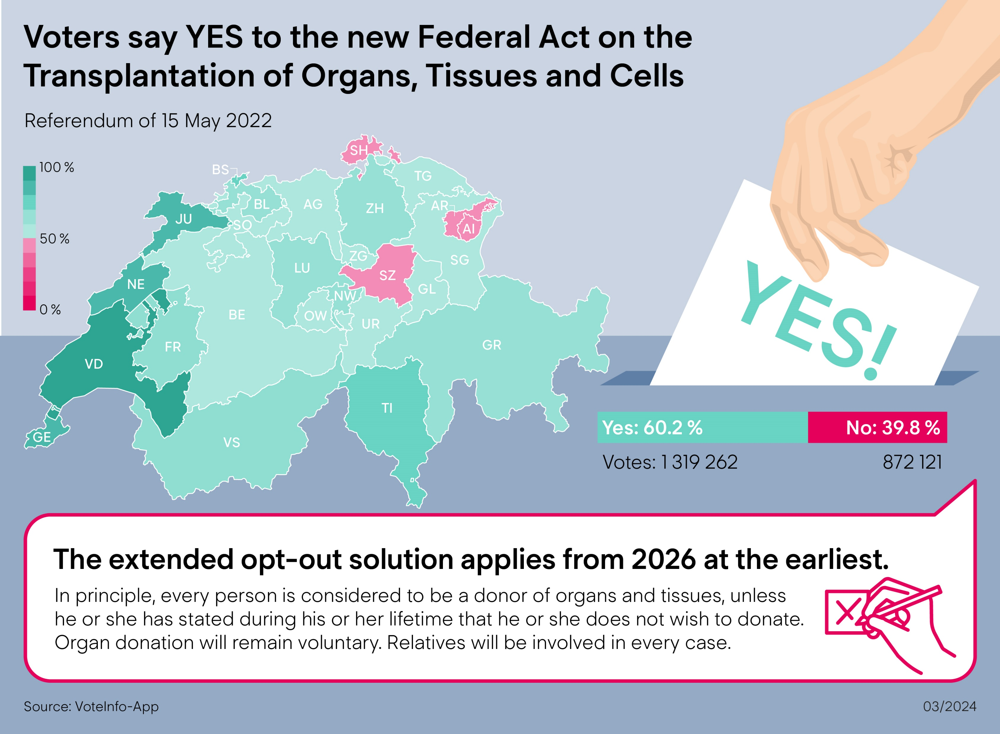 Voters say YES to the new Federal Act on the
Transplantation of Organs, Tissues and Cells
Referendum of 15 May 2022
100 %
50 %
0 %
SH
BS
TG
BL
AG
ZH
AR
JU
SO
AI
ZG
SG
LU
SZ
NE
GL
NW
BE
OW
UR
FR
GR
VD
TI
GE
VS
YES!
Yes: 60.2 %
No: 39.8 %
Votes: 1 319 262
872 121
The extended opt-out solution applies from 2026 at the earliest.
In principle, every person is considered to be a donor of organs and tissues, unless
he or she has stated during his or her lifetime that he or she does not wish to donate.
Organ donation will remain voluntary. Relatives will be involved in every case.
Source: VoteInfo-App
03/2024